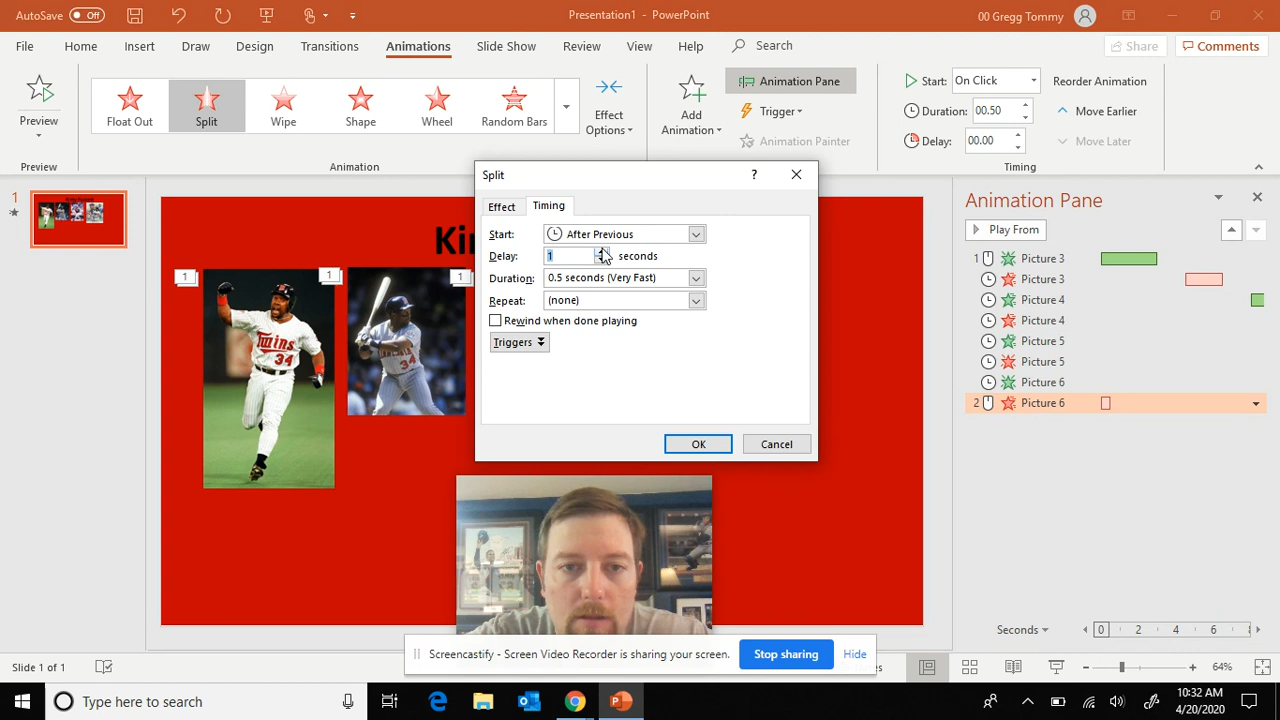 AutoSave Off Presentation1 - PowerPoint 00 Gregg Tommy
File Home Insert Draw Design Transitions Animations Slide Show Review View Help Search Share Comments
Preview Float Out Split Wipe Shape Wheel Random Bars Effect Options Add Animation Animation Pane Trigger Animation Painter
Start: On Click Reorder Animation
Duration: 00.50 Move Earlier
Delay: 00.00 Move Later
Preview Animation Timing
1
Split ? 
Effect Timing
Start: After Previous
Delay: 1 seconds
Duration: 0.5 seconds (Very Fast)
Repeat: (none)
Rewind when done playing
Triggers
OK Cancel
1 1 1
Twins
34
34
Animation Pane
Play From
1 Picture 3
Picture 3
Picture 4
Picture 4
Picture 5
Picture 5
Picture 6
2 Picture 6
Seconds 0 2 4 6
Screencastify - Screen Video Recorder is sharing your screen. Stop sharing Hide
Slide 1 of 1 64%
Type here to search 10:32 AM
4/20/2020